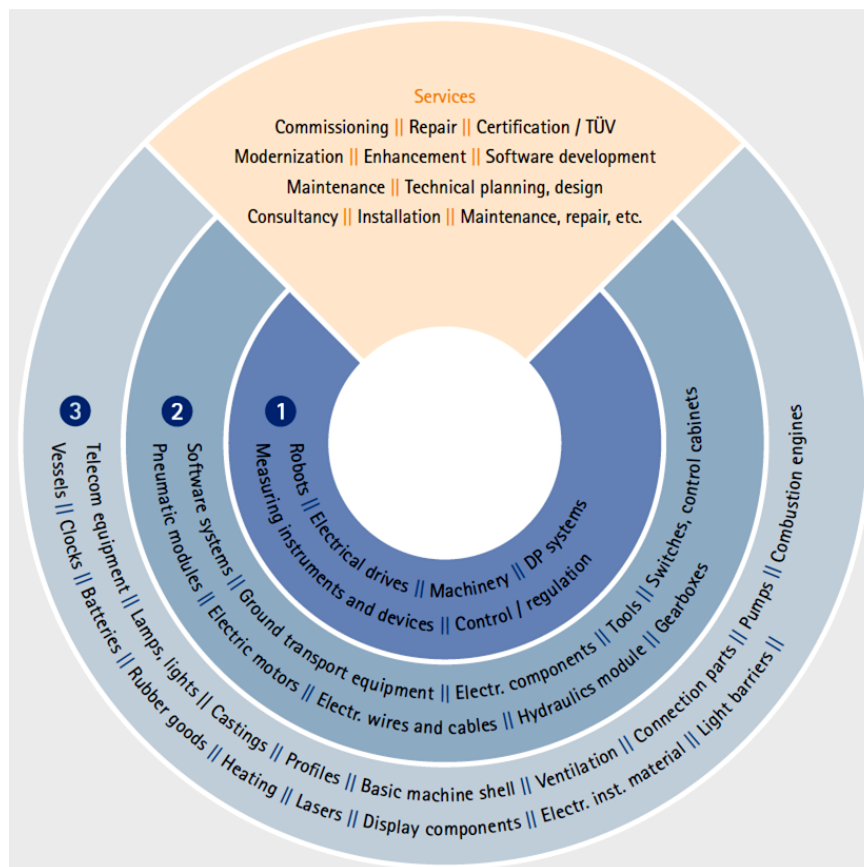 Services
Commissioning || Repair || Certification / TÜV
Modernization || Enhancement || Software development
Maintenance || Technical planning, design
Consultancy || Installation || Maintenance, repair, etc.
1
Robots || Electrical drives || Machinery || DP systems
Measuring instruments and devices || Control / regulation
2
Software systems || Ground transport equipment || Electr. components || Tools || Switches, control cabinets
Pneumatic modules || Electric motors || Electr. wires and cables || Hydraulics module || Gearboxes
3
Telecom equipment || Lamps, lights || Castings || Profiles || Basic machine shell || Ventilation || Connection parts || Pumps || Combustion engines
Vessels || Clocks || Batteries || Rubber goods || Heating || Lasers || Display components || Electr. inst. material || Light barriers ||